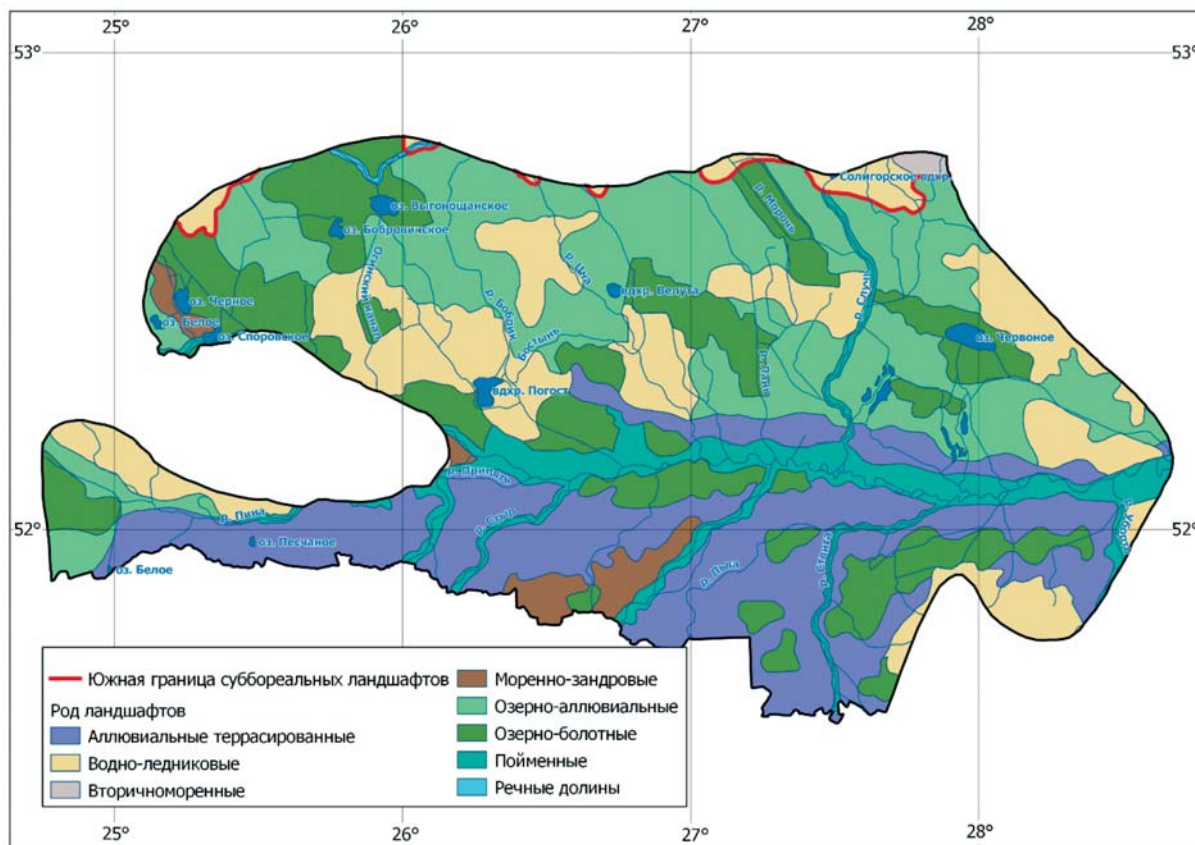 25°
26°
27°
28°
53°
53°
Солигорское вдхр.
р. Морочь
оз. Выгонощанское
оз. Бобровичское
р. Цна
Огинский канал
вдхр. Велута
р. Случь
оз. Черное
р. Бобрик
оз. Белое
оз. Споровское
Бостынь
оз. Червоное
р. Лань
вдхр. Погост
р. Припять
р. Пина
р. Стыр
52°
52°
оз. Песчаное
р. Ствига
оз. Белое
р. Льва
Южная граница суббореальных ландшафтов
Род ландшафтов
Аллювиальные террасированные
Водно-ледниковые
Вторичноморенные
Моренно-зандровые
Озерно-аллювиальные
Озерно-болотные
Пойменные
Речные долины
25°
26°
27°
28°